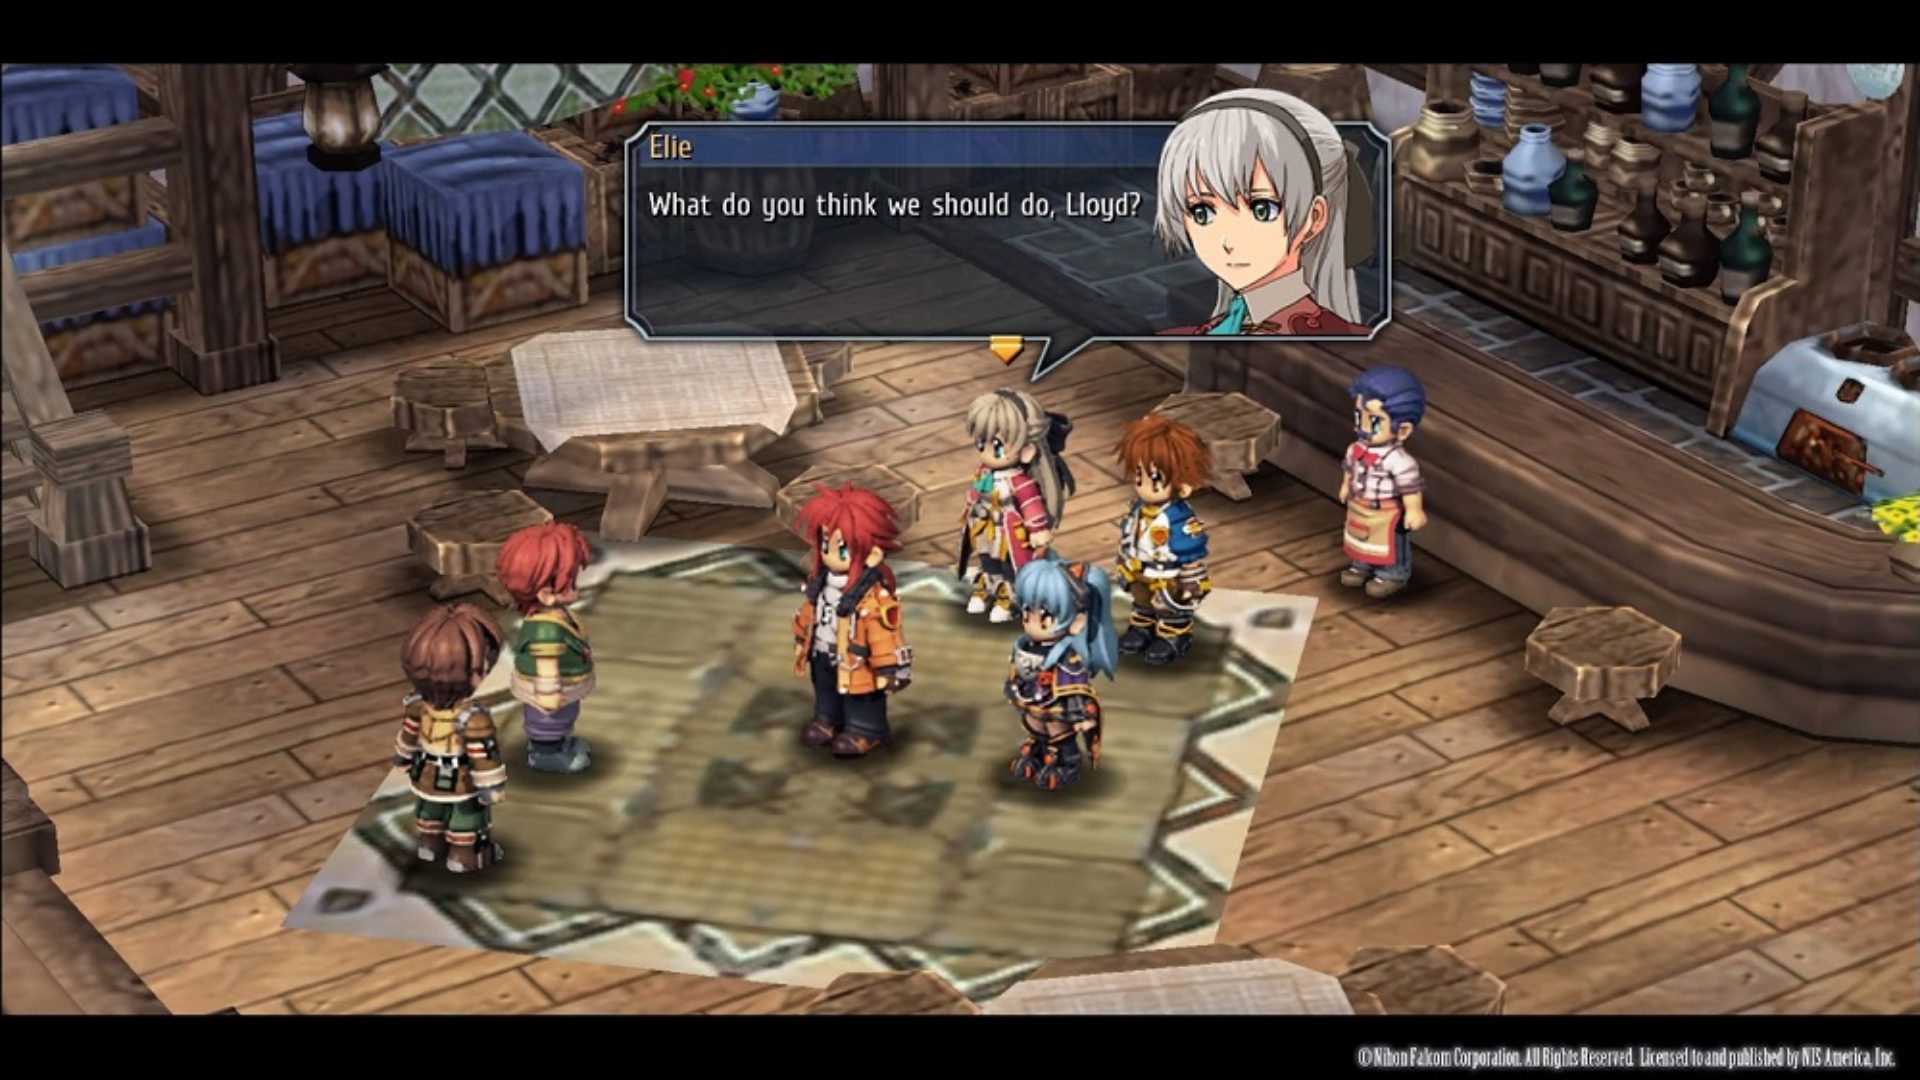 Elie
What do you think we should do, Lloyd?
© Nihon Falcom Corporation. All Rights Reserved. Licensed to and published by NIS America, Inc.